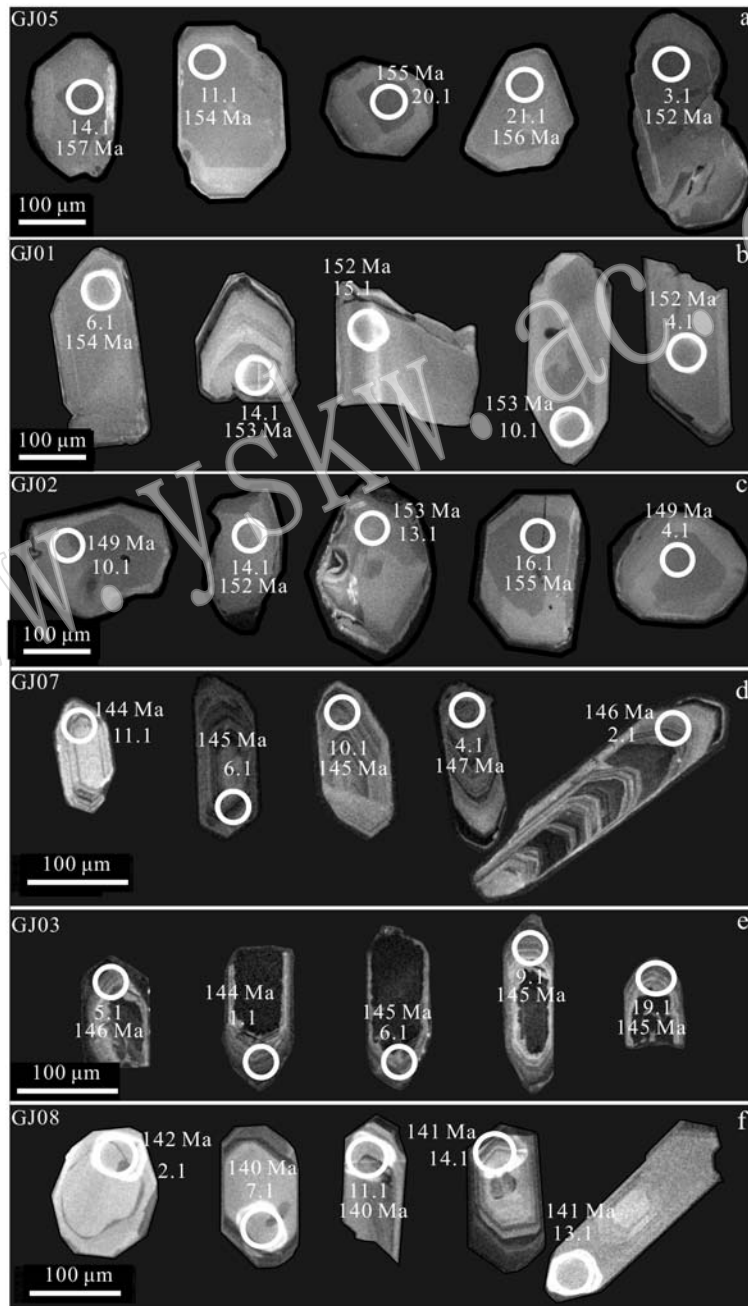 GJ05
a
14.1
157 Ma
11.1
154 Ma
155 Ma
20.1
21.1
156 Ma
3.1
152 Ma
100 μm
GJ01
b
6.1
154 Ma
14.1
153 Ma
152 Ma
15.1
153 Ma
10.1
152 Ma
4.1
100 μm
GJ02
c
149 Ma
10.1
14.1
152 Ma
153 Ma
13.1
16.1
155 Ma
149 Ma
4.1
100 μm
GJ07
d
144 Ma
11.1
145 Ma
6.1
10.1
145 Ma
4.1
147 Ma
146 Ma
2.1
100 μm
GJ03
e
5.1
146 Ma
144 Ma
1.1
145 Ma
6.1
9.1
145 Ma
19.1
145 Ma
100 μm
GJ08
f
142 Ma
2.1
140 Ma
7.1
11.1
140 Ma
141 Ma
14.1
141 Ma
13.1
100 μm
w. yskw. ac.